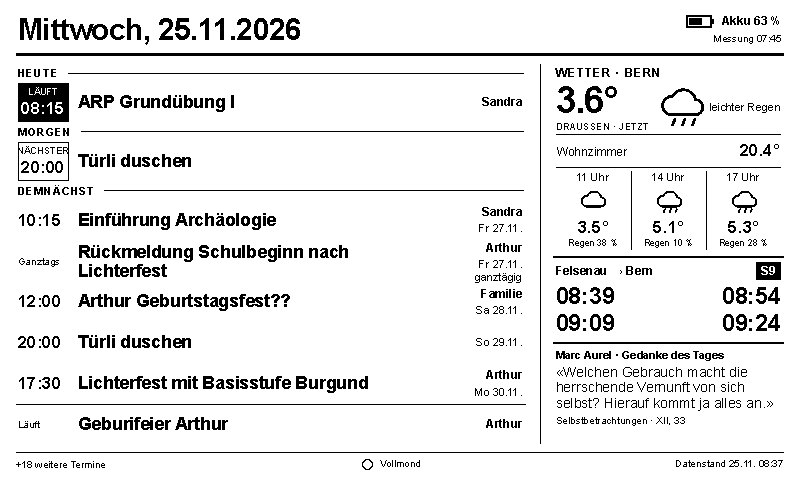 Mittwoch, 25.11.2026
Akku 63 %
Messung 07:45
HEUTE
LÄUFT
08:15
ARP Grundübung I
Sandra
MORGEN
NÄCHSTER
20:00
Türli duschen
DEMNÄCHST
10:15
Einführung Archäologie
Sandra
Fr 27.11.
Ganztags
Rückmeldung Schulbeginn nach
Lichterfest
Arthur
Fr 27.11.
ganztägig
12:00
Arthur Geburtstagsfest??
Familie
Sa 28.11.
20:00
Türli duschen
So 29.11.
17:30
Lichterfest mit Basisstufe Burgund
Arthur
Mo 30.11.
Läuft
Geburifeier Arthur
Arthur
WETTER · BERN
3.6°
leichter Regen
DRAUSSEN · JETZT
Wohnzimmer
20.4°
11 Uhr
14 Uhr
17 Uhr
3.5°
5.1°
5.3°
Regen 38 %
Regen 10 %
Regen 28 %
Felsenau › Bern
S9
08:39
08:54
09:09
09:24
Marc Aurel · Gedanke des Tages
«Welchen Gebrauch macht die
herrschende Vernunft von sich
selbst? Hierauf kommt ja alles an.»
Selbstbetrachtungen · XII, 33
+18 weitere Termine
Vollmond
Datenstand 25.11. 08:37